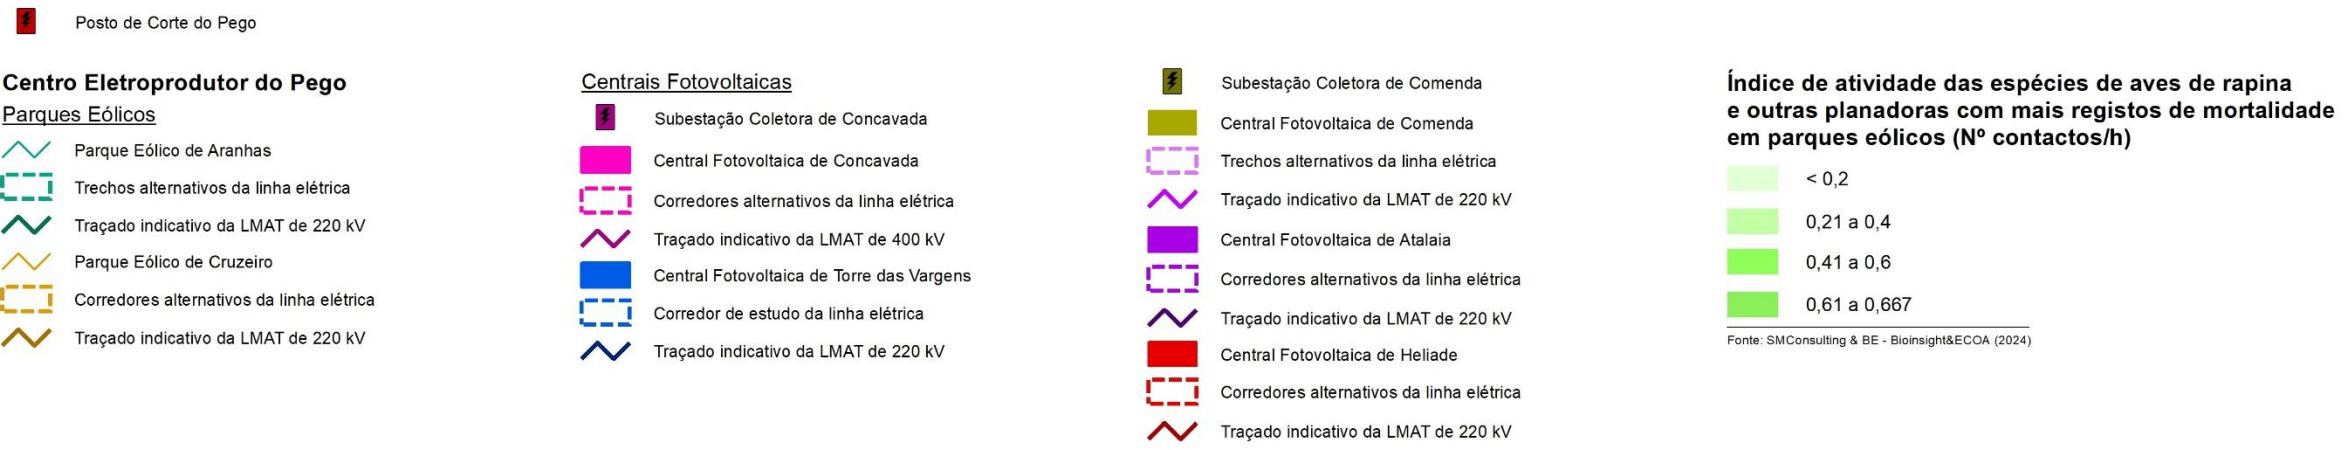 Posto de Corte do Pego
Centro Eletroprodutor do Pego
Parques Eólicos
Parque Eólico de Aranhas
Trechos alternativos da linha elétrica
Traçado indicativo da LMAT de 220 kV
Parque Eólico de Cruzeiro
Corredores alternativos da linha elétrica
Traçado indicativo da LMAT de 220 kV
Centrais Fotovoltaicas
Subestação Coletora de Concavada
Central Fotovoltaica de Concavada
Corredores alternativos da linha elétrica
Traçado indicativo da LMAT de 400 kV
Central Fotovoltaica de Torre das Vargens
Corredor de estudo da linha elétrica
Traçado indicativo da LMAT de 220 kV
Subestação Coletora de Comenda
Central Fotovoltaica de Comenda
Trechos alternativos da linha elétrica
Traçado indicativo da LMAT de 220 kV
Central Fotovoltaica de Atalaia
Corredores alternativos da linha elétrica
Traçado indicativo da LMAT de 220 kV
Central Fotovoltaica de Heliade
Corredores alternativos da linha elétrica
Traçado indicativo da LMAT de 220 kV
Índice de atividade das espécies de aves de rapina
e outras planadoras com mais registos de mortalidade
em parques eólicos (Nº contactos/h)
< 0,2
0,21 a 0,4
0,41 a 0,6
0,61 a 0,667
Fonte: SMConsulting & BE - Bioinsight&ECOA (2024)